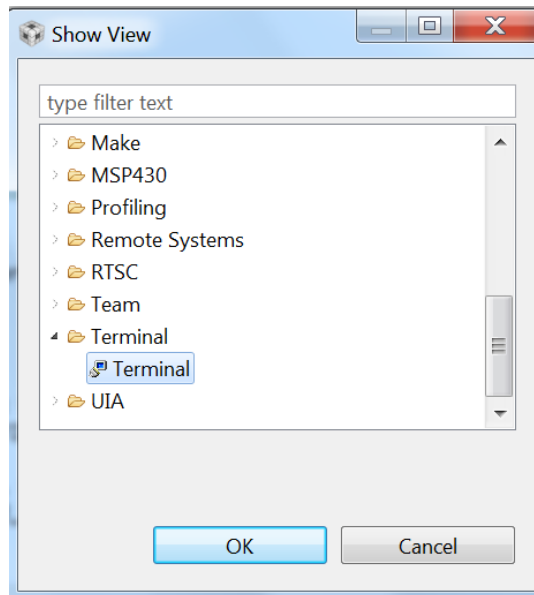 Show View
type filter text
Make
MSP430
Profiling
Remote Systems
RTSC
Team
Terminal
Terminal
UIA
OK Cancel